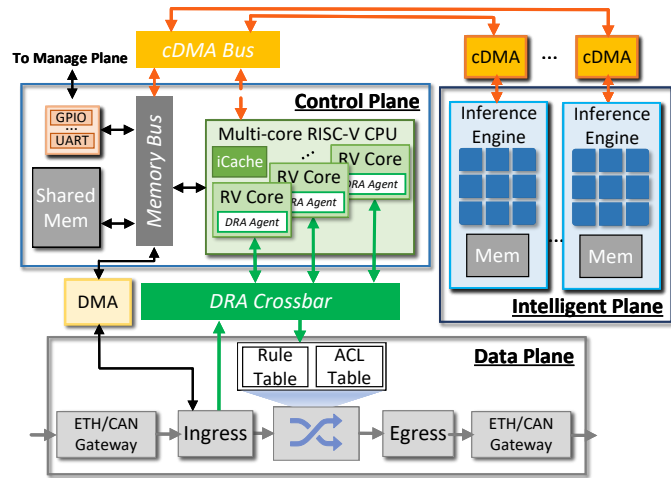 cDMA Bus
cDMA
...
cDMA
To Manage Plane
Control Plane
GPIO
...
UART
Memory Bus
Shared
Mem
Multi-core RISC-V CPU
iCache
...
RV Core
DRA Agent
RV Core
DRA Agent
RV Core
DRA Agent
Inference
Engine
Mem
...
Inference
Engine
Mem
Intelligent Plane
DMA
DRA Crossbar
Data Plane
Rule
Table
ACL
Table
ETH/CAN
Gateway
Ingress
Egress
ETH/CAN
Gateway